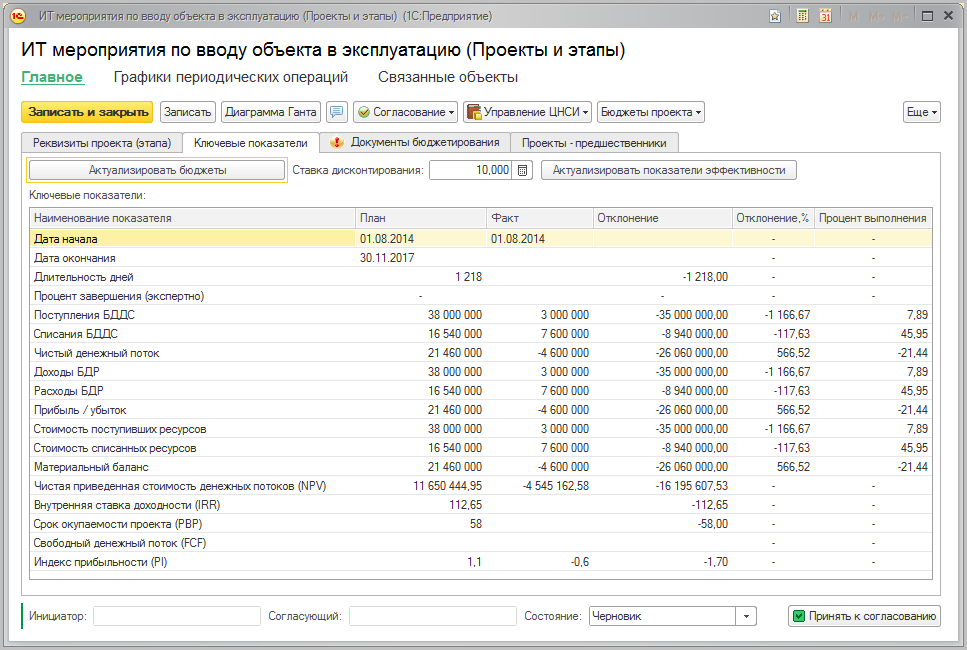 ИТ мероприятия по вводу объекта в эксплуатацию (Проекты и этапы) (1С:Предприятие)
31 M M+ M-
ИТ мероприятия по вводу объекта в эксплуатацию (Проекты и этапы)
Главное Графики периодических операций Связанные объекты
Записать и закрыть Записать Диаграмма Ганта Согласование Управление ЦНСИ Бюджеты проекта Еще
Реквизиты проекта (этапа) Ключевые показатели Документы бюджетирования Проекты - предшественники
Актуализировать бюджеты Ставка дисконтирования: 10,000 Актуализировать показатели эффективности
Ключевые показатели:
Наименование показателя План Факт Отклонение Отклонение,% Процент выполнения
Дата начала 01.08.2014 01.08.2014 - -
Дата окончания 30.11.2017 - -
Длительность дней 1 218 -1 218,00 - -
Процент завершения (экспертно) - - - -
Поступления БДДС 38 000 000 3 000 000 -35 000 000,00 -1 166,67 7,89
Списания БДДС 16 540 000 7 600 000 -8 940 000,00 -117,63 45,95
Чистый денежный поток 21 460 000 -4 600 000 -26 060 000,00 566,52 -21,44
Доходы БДР 38 000 000 3 000 000 -35 000 000,00 -1 166,67 7,89
Расходы БДР 16 540 000 7 600 000 -8 940 000,00 -117,63 45,95
Прибыль / убыток 21 460 000 -4 600 000 -26 060 000,00 566,52 -21,44
Стоимость поступивших ресурсов 38 000 000 3 000 000 -35 000 000,00 -1 166,67 7,89
Стоимость списанных ресурсов 16 540 000 7 600 000 -8 940 000,00 -117,63 45,95
Материальный баланс 21 460 000 -4 600 000 -26 060 000,00 566,52 -21,44
Чистая приведенная стоимость денежных потоков (NPV) 11 650 444,95 -4 545 162,58 -16 195 607,53 - -
Внутренняя ставка доходности (IRR) 112,65 -112,65 - -
Срок окупаемости проекта (PBP) 58 -58,00 - -
Свободный денежный поток (FCF) - -
Индекс прибыльности (PI) 1,1 -0,6 -1,70 - -
Инициатор: Согласующий: Состояние: Черновик Принять к согласованию